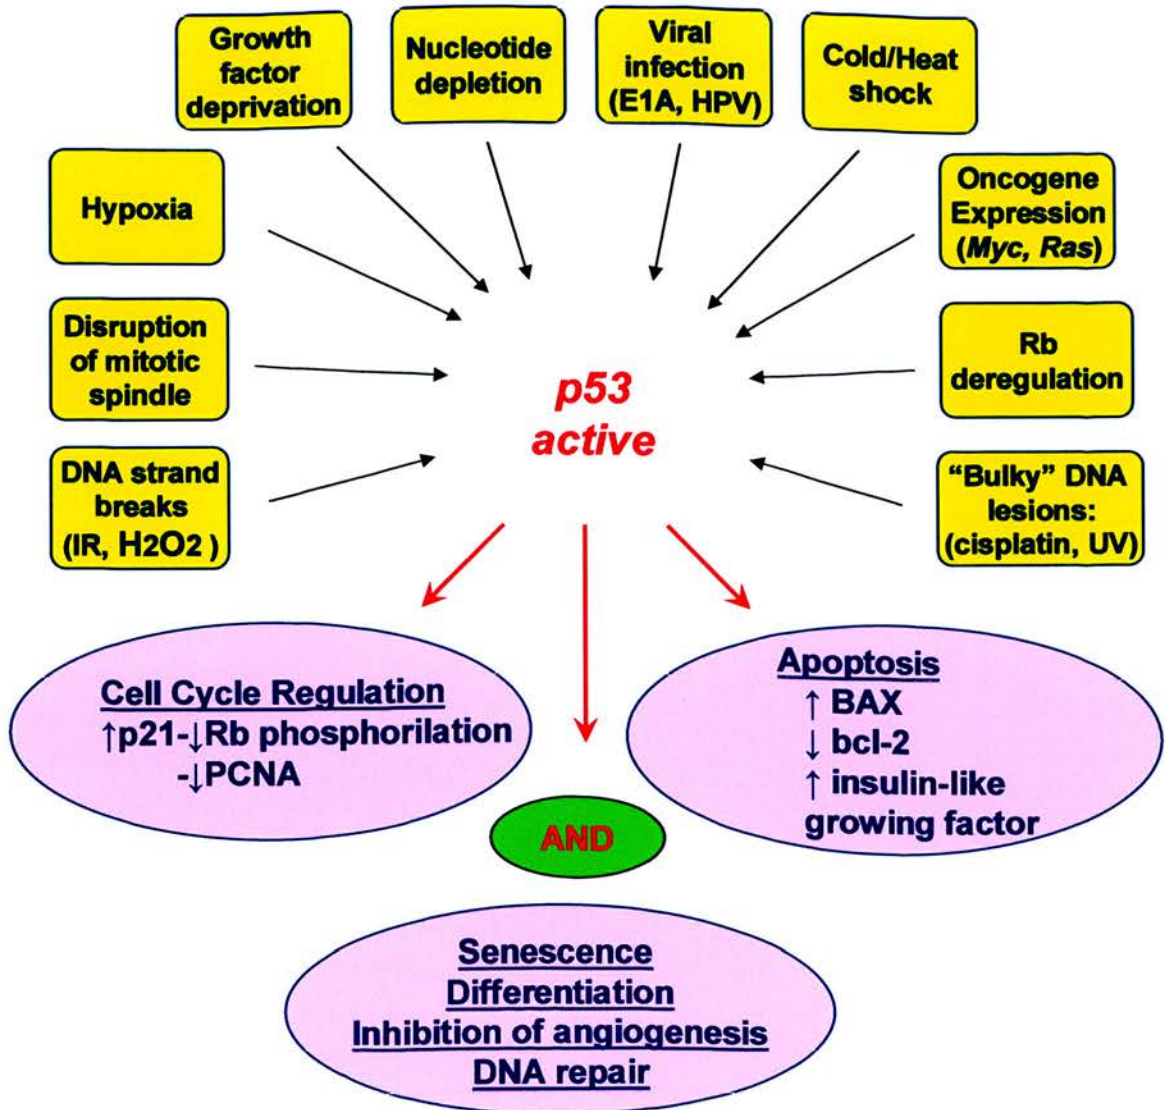 Growth
factor
deprivation
Nucleotide
depletion
Viral
infection
(E1A, HPV)
Cold/Heat
shock
Hypoxia
Oncogene
Expression
(Myc, Ras)
Disruption
of mitotic
spindle
Rb
deregulation
p53
active
DNA strand
breaks
(IR, H2O2 )
“Bulky” DNA
lesions:
(cisplatin, UV)
Cell Cycle Regulation
↑p21-↓Rb phosphorilation
-↓PCNA
Apoptosis
↑ BAX
↓ bcl-2
↑ insulin-like
growing factor
AND
Senescence
Differentiation
Inhibition of angiogenesis
DNA repair